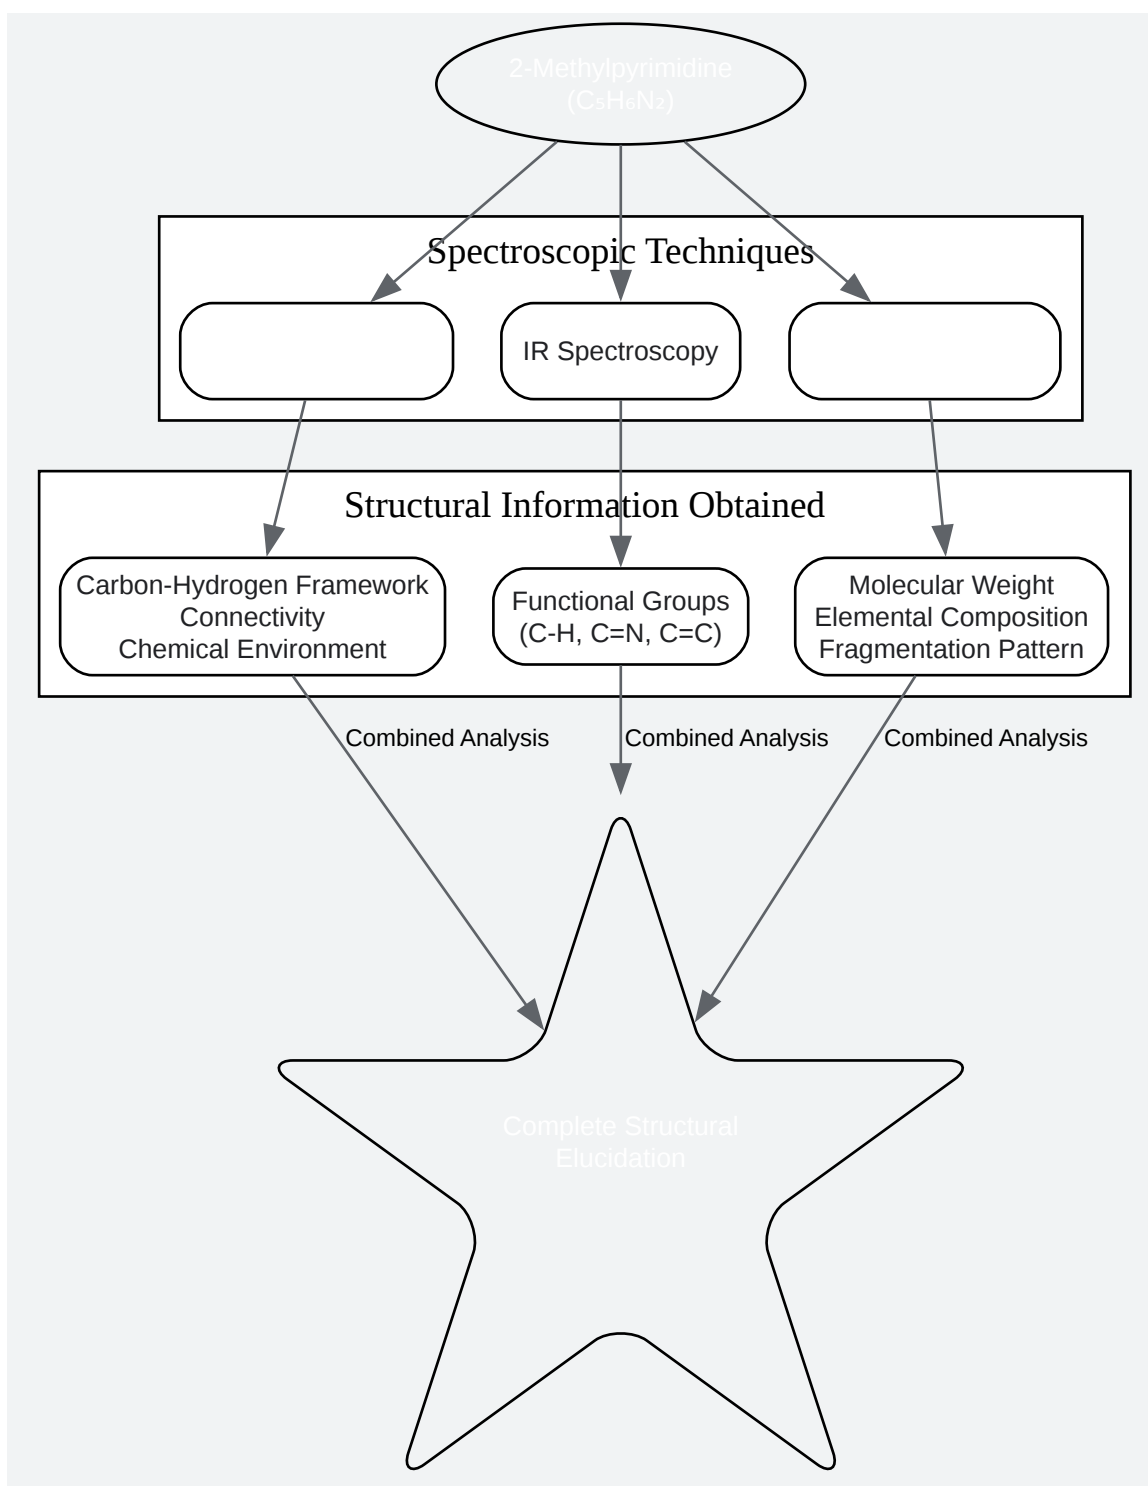 2-Methylpyrimidine
(C₅H₆N₂)
Spectroscopic Techniques
IR Spectroscopy
Structural Information Obtained
Carbon-Hydrogen Framework
Connectivity
Chemical Environment
Functional Groups
(C-H, C=N, C=C)
Molecular Weight
Elemental Composition
Fragmentation Pattern
Combined Analysis
Combined Analysis
Combined Analysis
Complete Structural
Elucidation